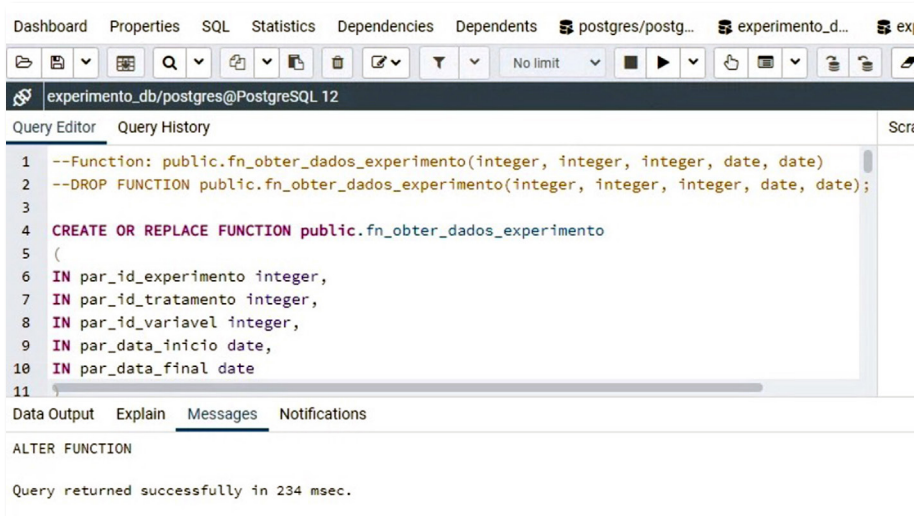 Dashboard Properties SQL Statistics Dependencies Dependents postgres/postg... experimento_d... exp
No limit
experimento_db/postgres@PostgreSQL 12
Query Editor Query History Scra
1 --Function: public.fn_obter_dados_experimento(integer, integer, integer, date, date)
2 --DROP FUNCTION public.fn_obter_dados_experimento(integer, integer, integer, date, date);
3
4 CREATE OR REPLACE FUNCTION public.fn_obter_dados_experimento
5 (
6 IN par_id_experimento integer,
7 IN par_id_tratamento integer,
8 IN par_id_variavel integer,
9 IN par_data_inicio date,
10 IN par_data_final date
11 )
Data Output Explain Messages Notifications
ALTER FUNCTION
Query returned successfully in 234 msec.